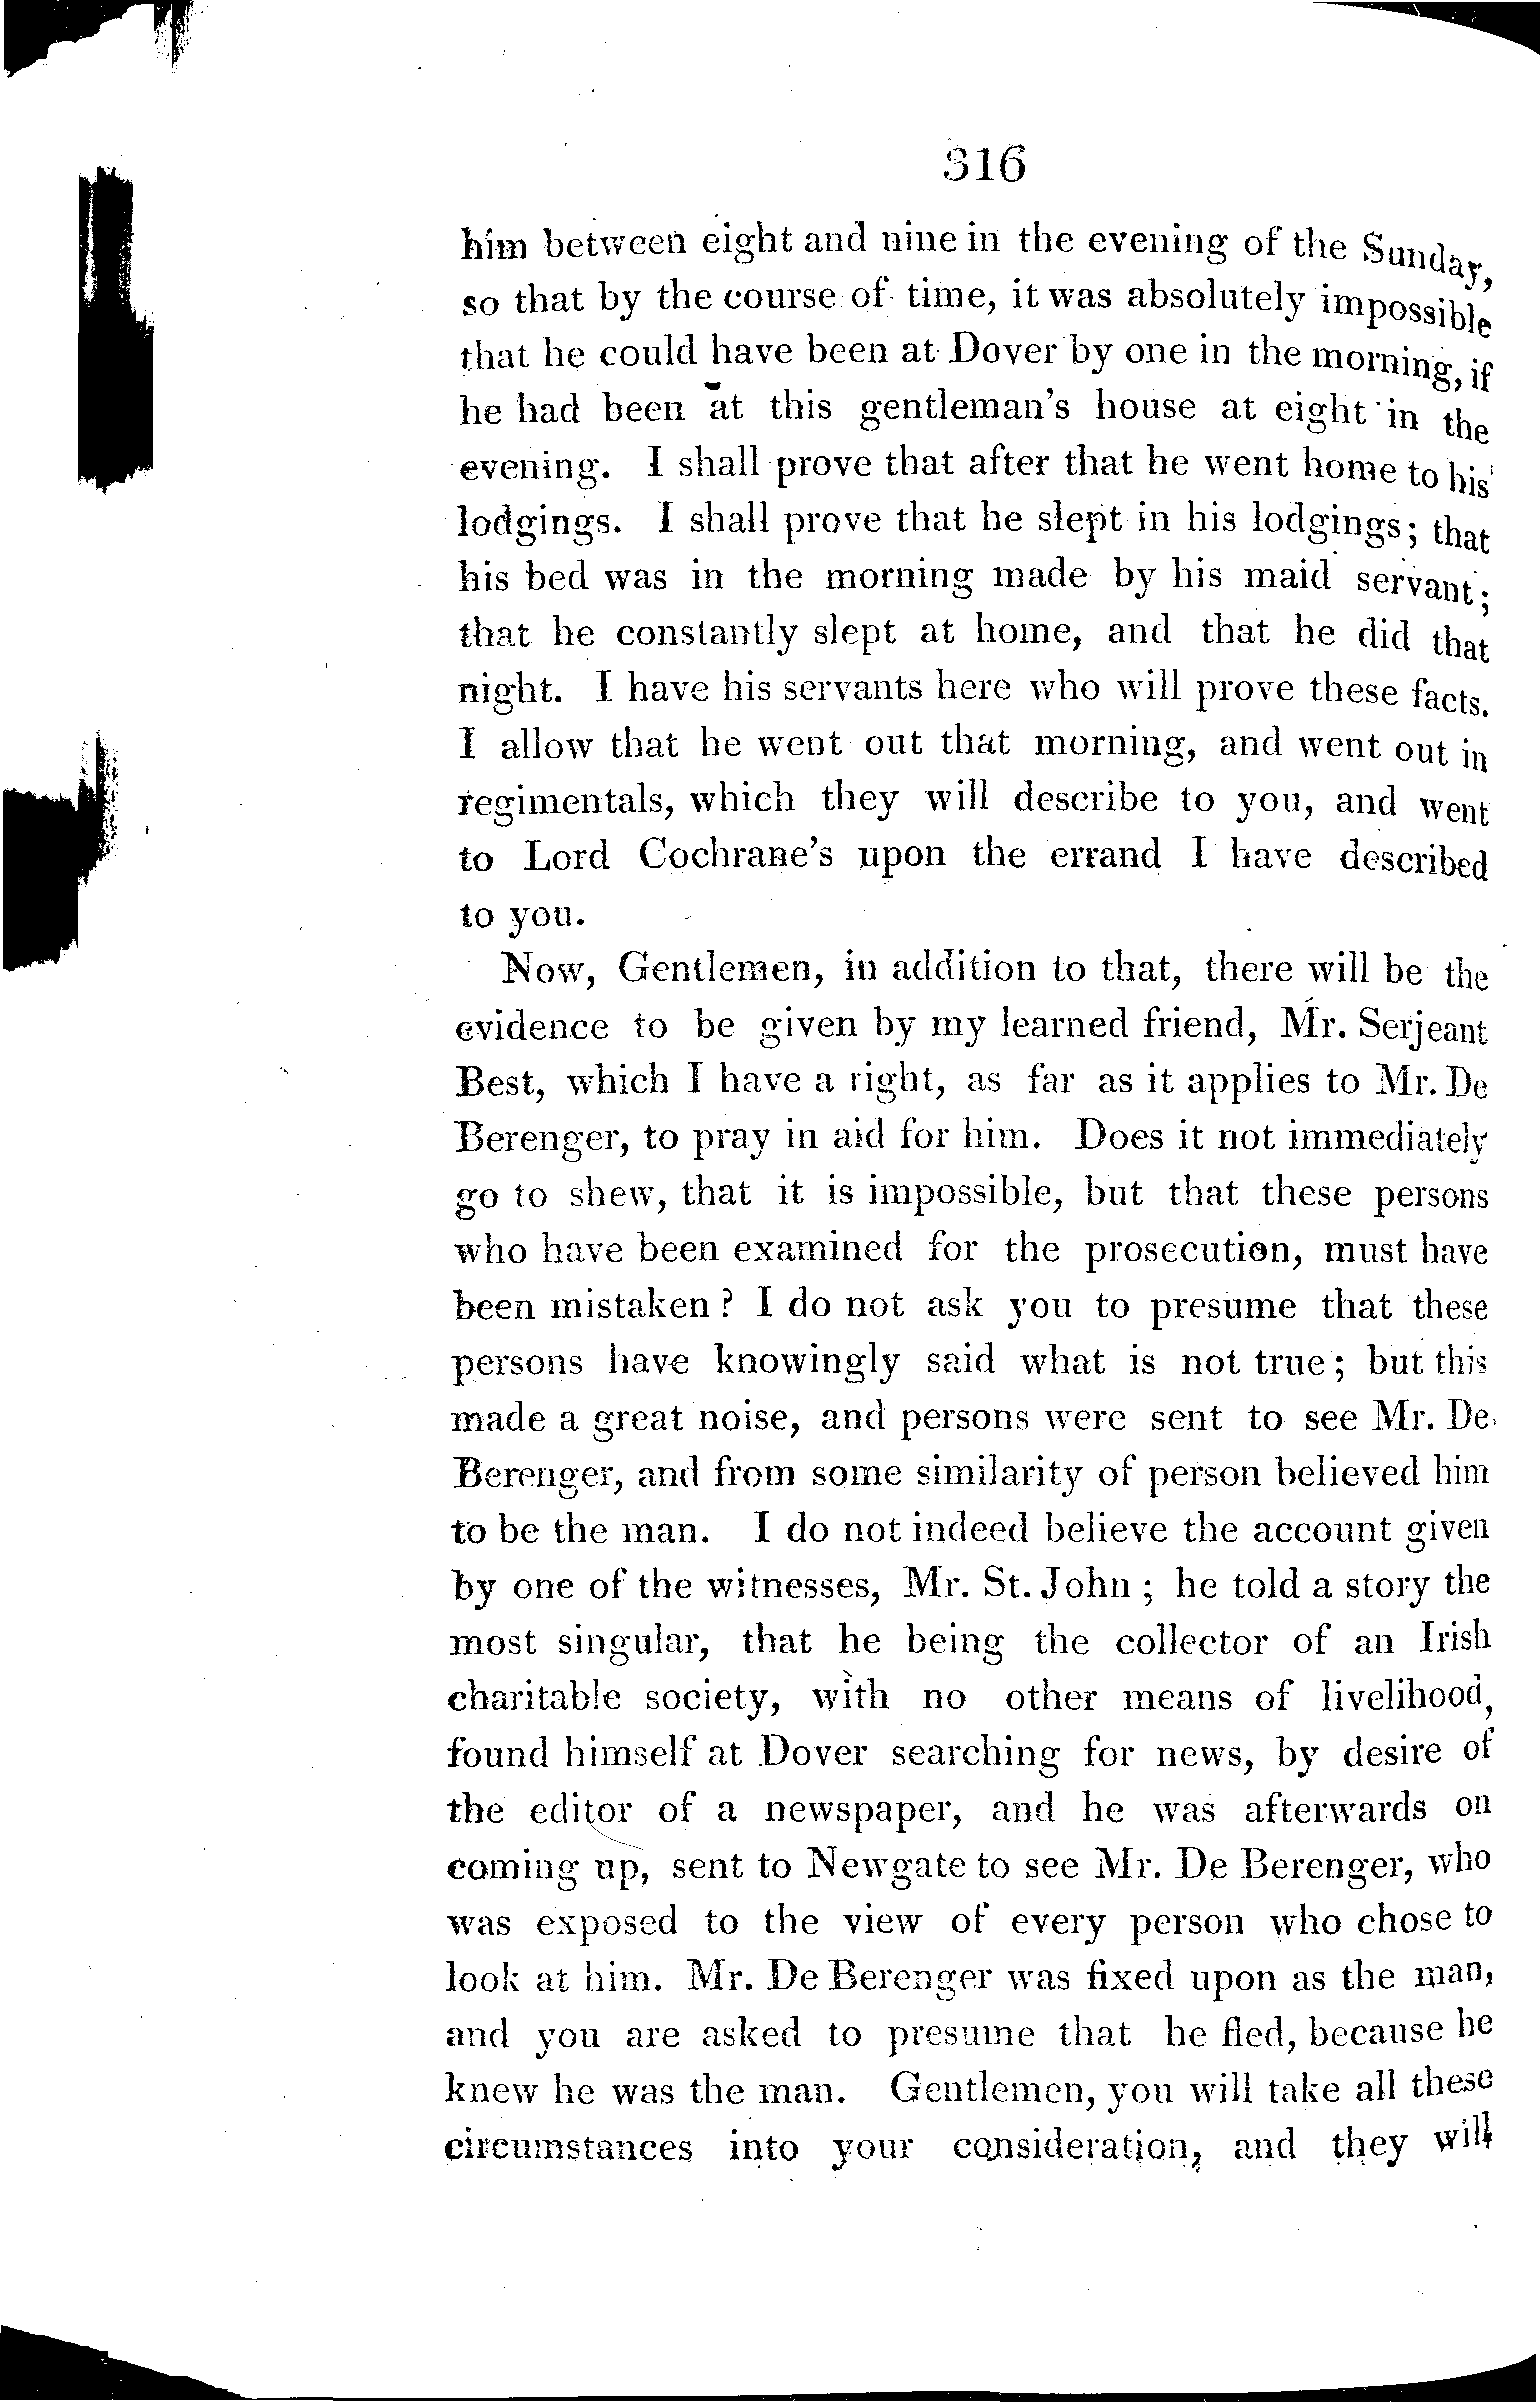 316
him between eight and nine in the evening of the Sunday,
so that by the course of time, it was absolutely impossible
that he could have been at Dover by one in the morning, if
he had been at this gentleman's house at eight in the
evening. I shall prove that after that he went home to his
lodgings. I shall prove that he slept in his lodgings; that
his bed was in the morning made by his maid servant;
that he constantly slept at home, and that he did that
night. I have his servants here who will prove these facts.
I allow that he went out that morning, and went out in
regimentals, which they will describe to you, and went
to Lord Cochrane's upon the errand I have described
to you.
Now, Gentlemen, in addition to that, there will be the
evidence to be given by my learned friend, Mr. Serjeant
Best, which I have a right, as far as it applies to Mr. De
Berenger, to pray in aid for him. Does it not immediately
go to shew, that it is impossible, but that these persons
who have been examined for the prosecution, must have
been mistaken? I do not ask you to presume that these
persons have knowingly said what is not true; but this
made a great noise, and persons were sent to see Mr. De
Berenger, and from some similarity of person believed him
to be the man. I do not indeed believe the account given
by one of the witnesses, Mr. St. John; he told a story the
most singular, that he being the collector of an Irish
charitable society, with no other means of livelihood,
found himself at Dover searching for news, by desire of
the editor of a newspaper, and he was afterwards on
coming up, sent to Newgate to see Mr. De Berenger, who
was exposed to the view of every person who chose to
look at him. Mr. De Berenger was fixed upon as the man,
and you are asked to presume that he fled, because he
knew he was the man. Gentlemen, you will take all these
circumstances into your consideration, and they will